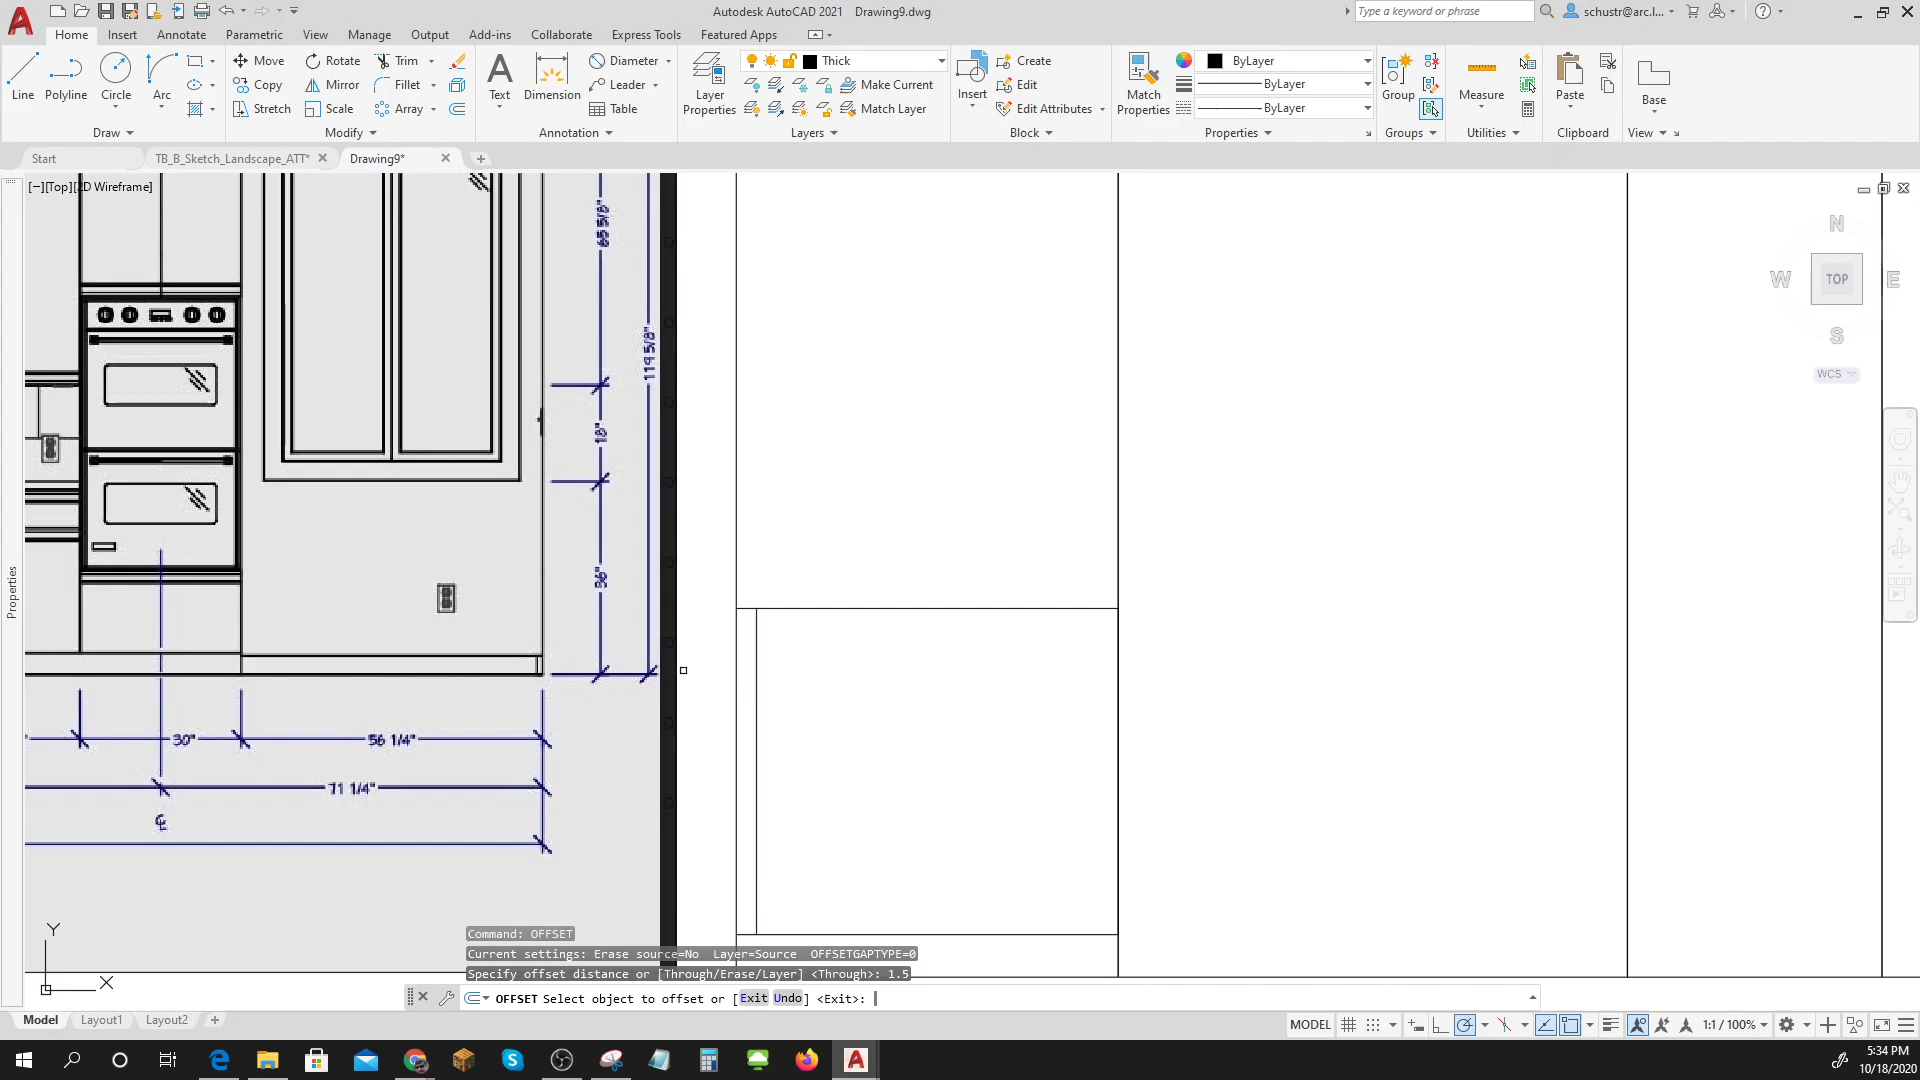 Autodesk AutoCAD 2021 Drawing9.dwg
Type a keyword or phrase
schustr@arc.l...
Home Insert Annotate Parametric View Manage Output Add-ins Collaborate Express Tools Featured Apps
Line
Polyline
Circle
Arc
Draw
Move
Copy
Stretch
Rotate
Mirror
Scale
Trim
Fillet
Array
Modify
Text
Dimension
Diameter
Leader
Table
Annotation
Layer
Properties
Thick
Make Current
Match Layer
Layers
Insert
Create
Edit
Edit Attributes
Block
Match
Properties
ByLayer
ByLayer
ByLayer
Properties
Group
Groups
Measure
Utilities
Paste
Clipboard
Base
View
Start TB_B_Sketch_Landscape_ATT* Drawing9*
[−][Top][2D Wireframe]
N
W TOP E
S
WCS
Properties
65 5/8"
119 5/8"
18"
36"
30" 56 1/4"
71 1/4"
Y
X
Command: OFFSET
Current settings: Erase source=No Layer=Source OFFSETGAPTYPE=0
Specify offset distance or [Through/Erase/Layer] <Through>: 1.5
OFFSET Select object to offset or [Exit Undo] <Exit>:
Model Layout1 Layout2
MODEL 1:1 / 100%
5:34 PM
10/18/2020